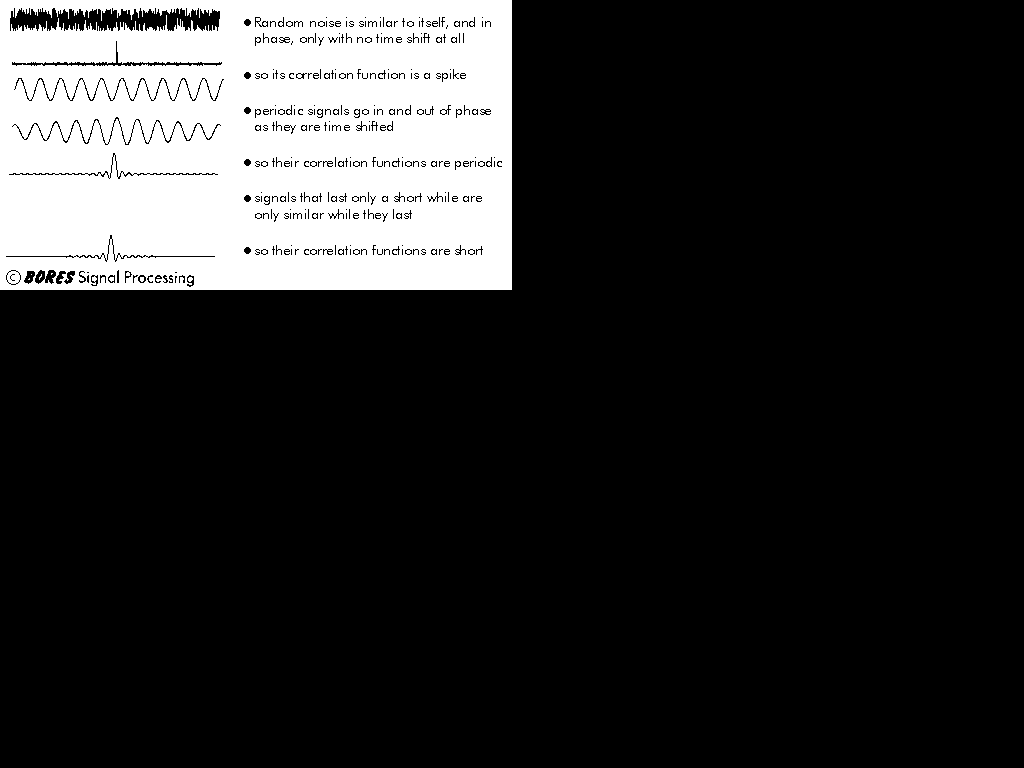 ● Random noise is similar to itself, and in
phase, only with no time shift at all
● so its correlation function is a spike
● periodic signals go in and out of phase
as they are time shifted
● so their correlation functions are periodic
● signals that last only a short while are
only similar while they last
● so their correlation functions are short
© BORES Signal Processing